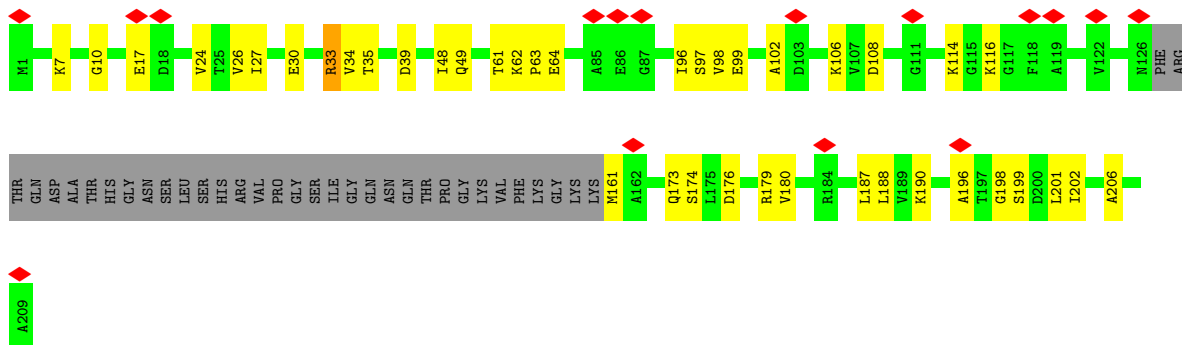 M1 K7 G10 E17 D18 V24 T25 V26 I27 E30 R33 V34 T35 D39 I48 Q49 T61 K62 P63 E64 A85 E86 G87 I96 S97 V98 E99 A102 D103 K106 V107 D108 G111 K114 G115 K116 G117 F118 A119 V122 N126 PHE ARG
THR GLN ASP ALA THR HIS GLY ASN SER LEU SER HIS ARG VAL PRO GLY SER ILE GLY GLN ASN GLN THR PRO GLY LYS VAL PHE LYS GLY LYS LYS M161 A162 Q173 S174 L175 D176 R179 V180 R184 L187 L188 V189 K190 A196 T197 G198 S199 D200 L201 I202 A206
A209